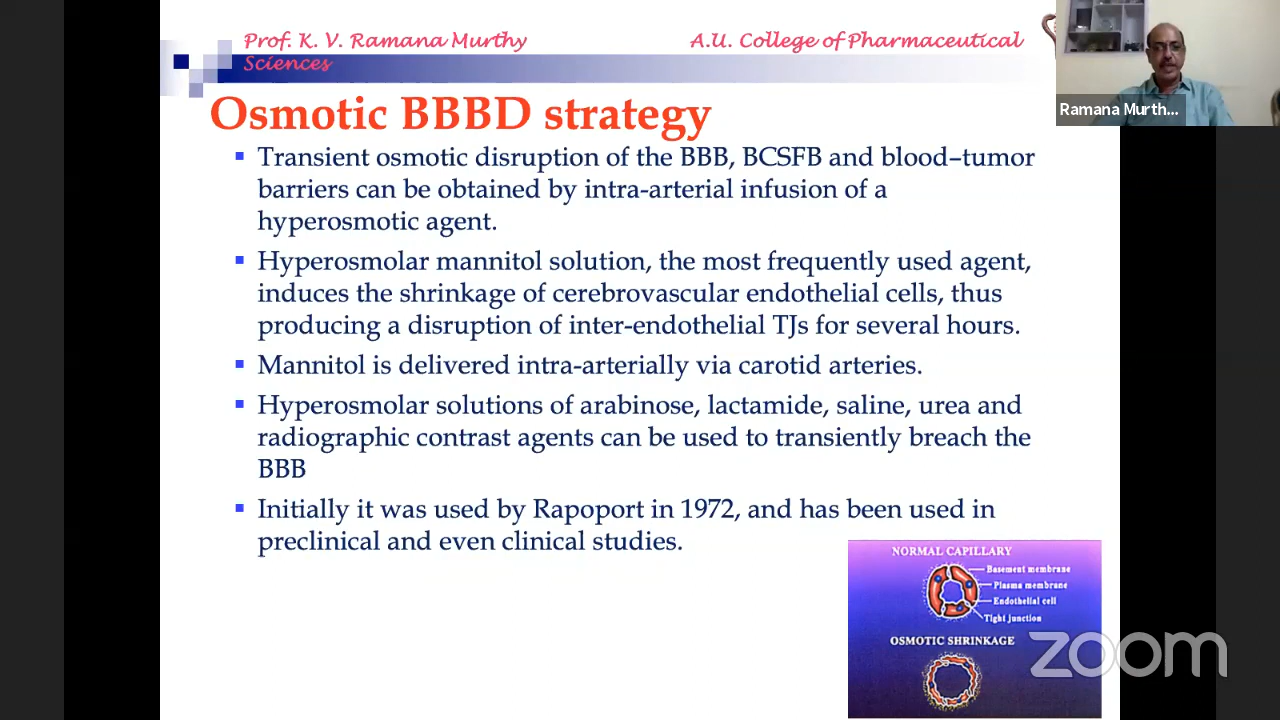 Prof. K. V. Ramana Murthy A.U. College of Pharmaceutical
Sciences
Ramana Murth...
Osmotic BBBD strategy
Transient osmotic disruption of the BBB, BCSFB and blood–tumor
barriers can be obtained by intra-arterial infusion of a
hyperosmotic agent.
Hyperosmolar mannitol solution, the most frequently used agent,
induces the shrinkage of cerebrovascular endothelial cells, thus
producing a disruption of inter-endothelial TJs for several hours.
Mannitol is delivered intra-arterially via carotid arteries.
Hyperosmolar solutions of arabinose, lactamide, saline, urea and
radiographic contrast agents can be used to transiently breach the
BBB
Initially it was used by Rapoport in 1972, and has been used in
preclinical and even clinical studies.
NORMAL CAPILLARY
Basement membrane
Plasma membrane
Endothelial cell
Tight junction
OSMOTIC SHRINKAGE
zoom